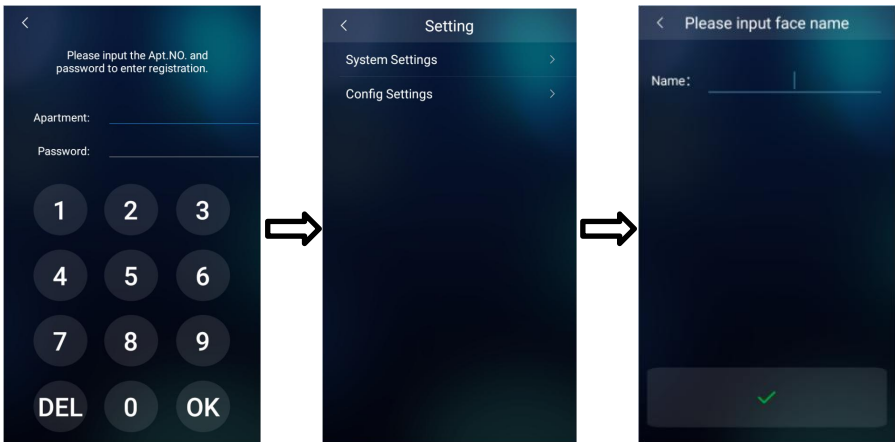 Please input the Apt.NO. and
password to enter registration.
Apartment:
Password:
1 2 3
4 5 6
7 8 9
DEL 0 OK
Setting
System Settings
Config Settings
Please input face name
Name: